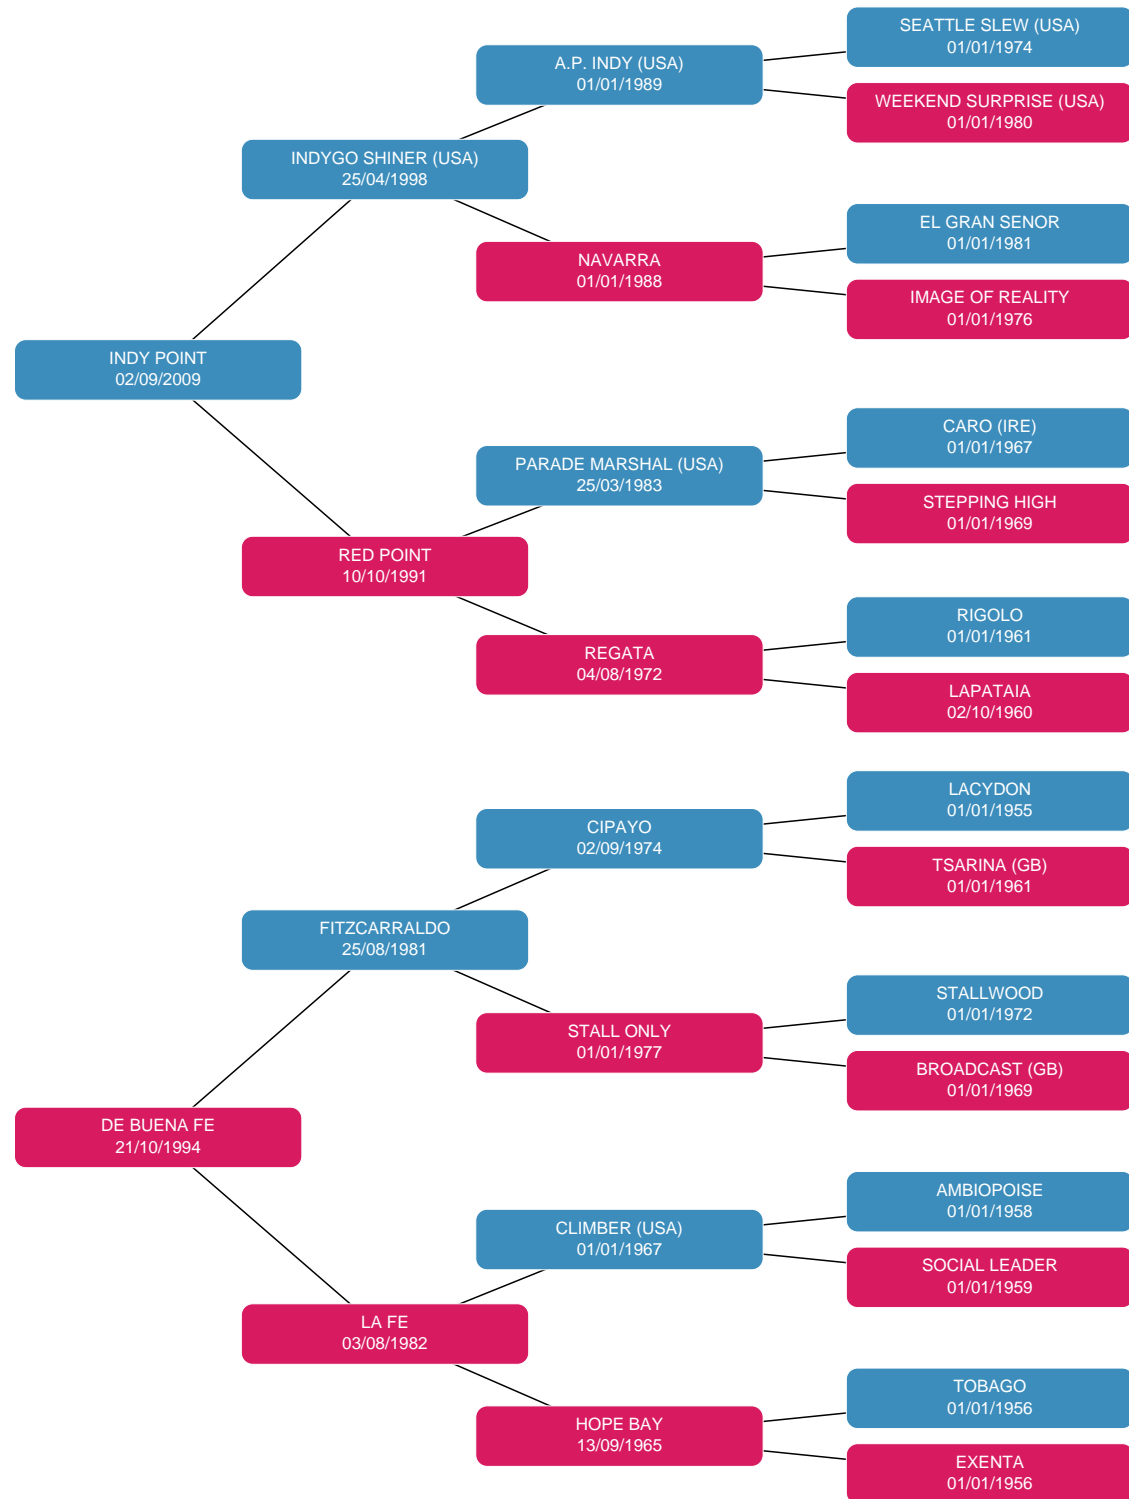 SEATTLE SLEW (USA)
01/01/1974
A.P. INDY (USA)
01/01/1989
WEEKEND SURPRISE (USA)
01/01/1980
INDYGO SHINER (USA)
25/04/1998
EL GRAN SENOR
01/01/1981
NAVARRA
01/01/1988
IMAGE OF REALITY
01/01/1976
INDY POINT
02/09/2009
CARO (IRE)
01/01/1967
PARADE MARSHAL (USA)
25/03/1983
STEPPING HIGH
01/01/1969
RED POINT
10/10/1991
RIGOLO
01/01/1961
REGATA
04/08/1972
LAPATAIA
02/10/1960
LACYDON
01/01/1955
CIPAYO
02/09/1974
TSARINA (GB)
01/01/1961
FITZCARRALDO
25/08/1981
STALLWOOD
01/01/1972
STALL ONLY
01/01/1977
BROADCAST (GB)
01/01/1969
DE BUENA FE
21/10/1994
AMBIOPOISE
01/01/1958
CLIMBER (USA)
01/01/1967
SOCIAL LEADER
01/01/1959
LA FE
03/08/1982
TOBAGO
01/01/1956
HOPE BAY
13/09/1965
EXENTA
01/01/1956